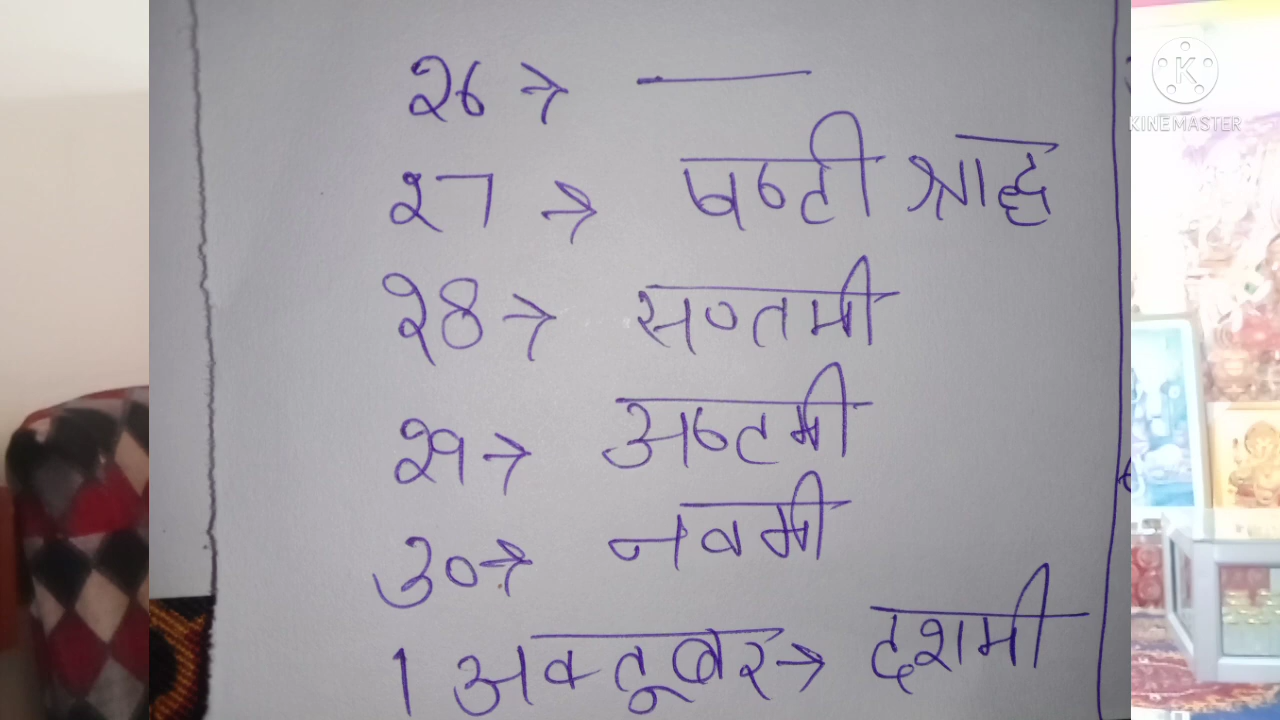 26 → —
27 → षष्टी श्राद्ध
28 → सप्तमी
29 → अष्टमी
30 → नवमी
1 अक्तूबर → दशमी
K
KINEMASTER